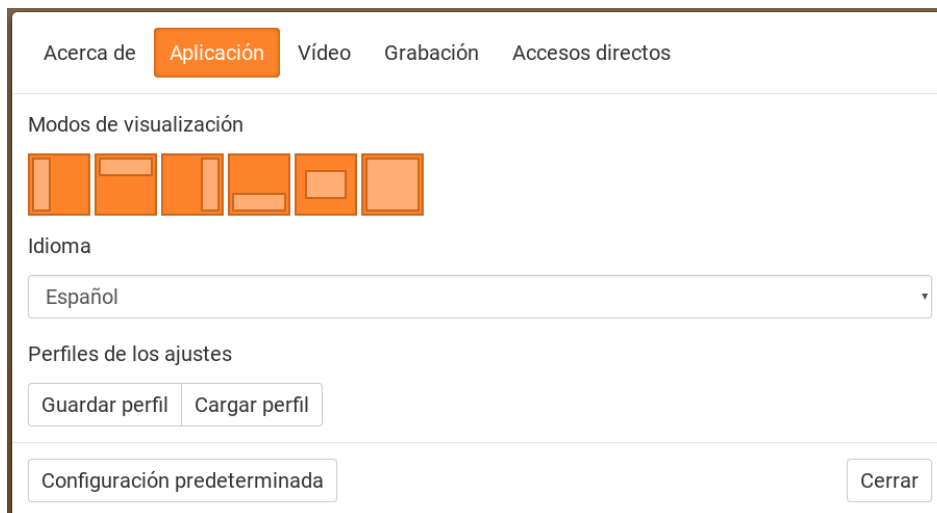 Acerca de Aplicación Vídeo Grabación Accesos directos
Modos de visualización
Idioma
Español
Perfiles de los ajustes
Guardar perfil Cargar perfil
Configuración predeterminada Cerrar